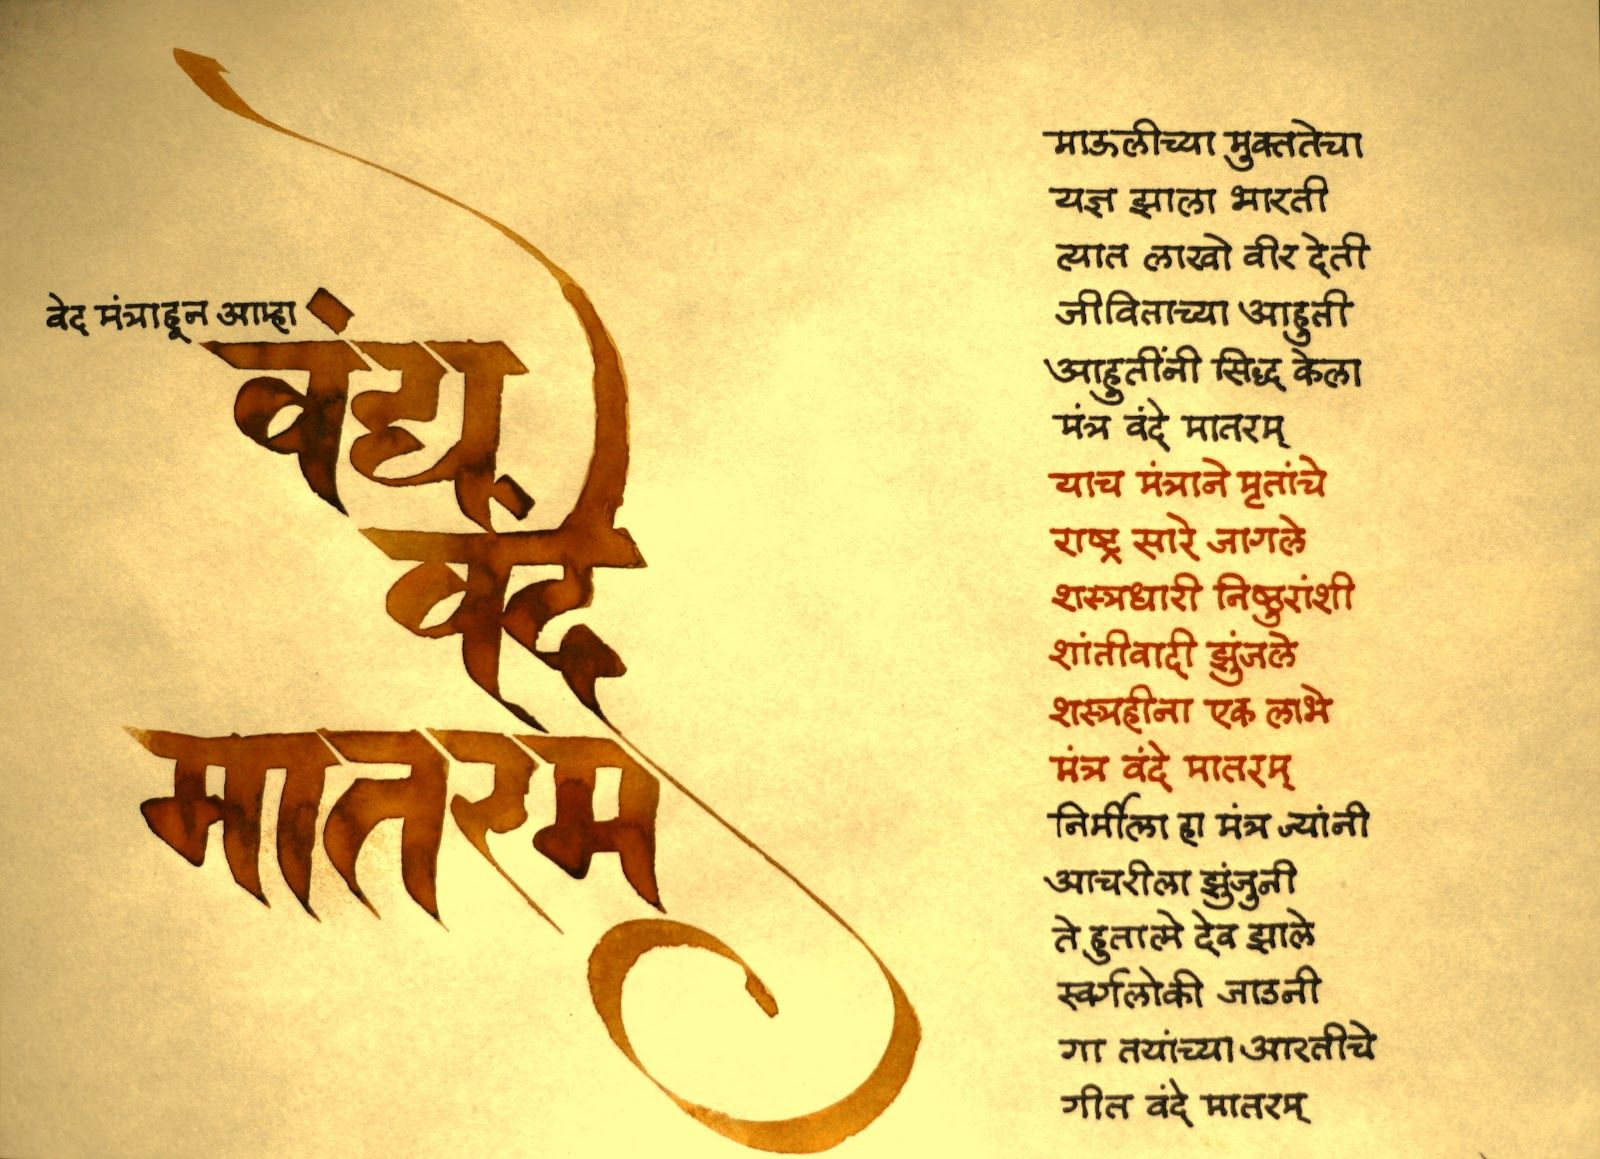 वेद मंत्राहून आम्हा
वंद्य
वंदे
मातरम
माऊलीच्या मुक्ततेचा
यज्ञ झाला भारती
त्यात लाखो वीर देती
जीविताच्या आहुती
आहुतींनी सिद्ध केला
मंत्र वंदे मातरम्
याच मंत्राने मृतांचे
राष्ट्र सारे जागले
शस्त्रधारी निष्ठुरांशी
शांतीवादी झुंजले
शस्त्रहीना एक लाभे
मंत्र वंदे मातरम्
निर्मीला हा मंत्र ज्यांनी
आचरीला झुंजुनी
ते हुतात्मे देव झाले
स्वर्गलोकी जाउनी
गा तयांच्या आरतीचे
गीत वंदे मातरम्